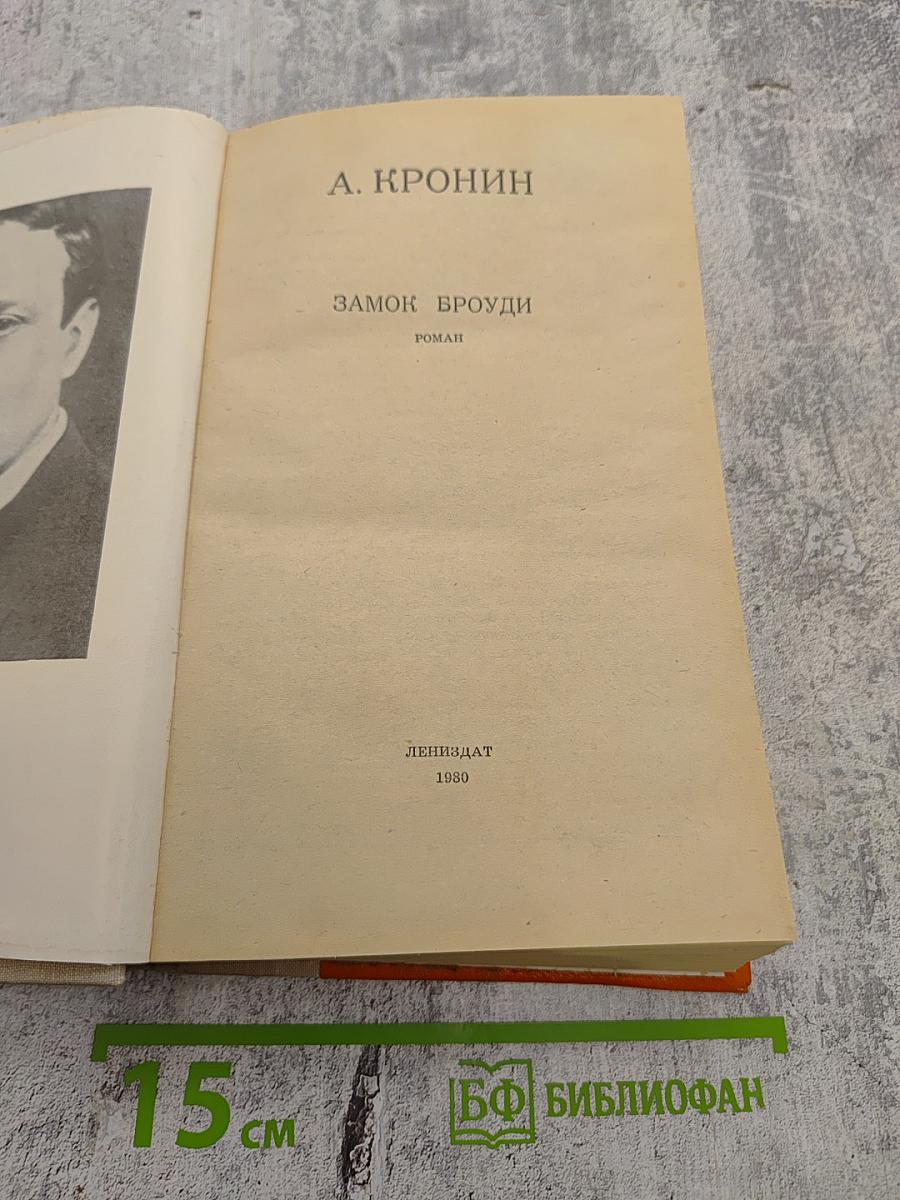 А. КРОНИН
ЗАМОК БРОУДИ
РОМАН
ЛЕНИЗДАТ
1980
15 см
БФ БИБЛИОФАН